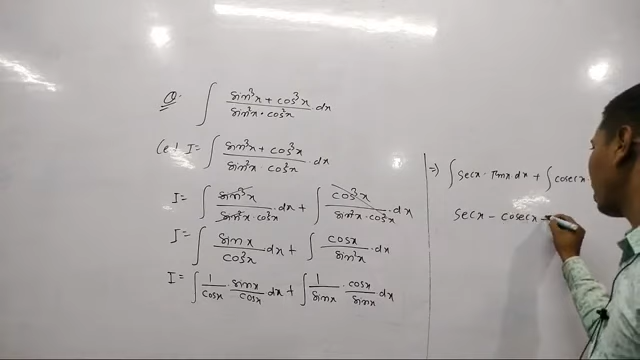 Q. ∫ (sin³x + cos³x)/(sin²x · cos²x) dx
Let I = ∫ (sin³x + cos³x)/(sin²x · cos²x) dx
I = ∫ sin³x/(sin²x · cos²x) dx + ∫ cos³x/(sin²x · cos²x) dx
I = ∫ sin x/cos²x dx + ∫ cosx/sin²x dx
I = ∫ 1/cosx · sinx/cosx dx + ∫ 1/sinx · cosx/sinx dx
=> ∫ secx · tanx dx + ∫ cosecx
secx - cosecx